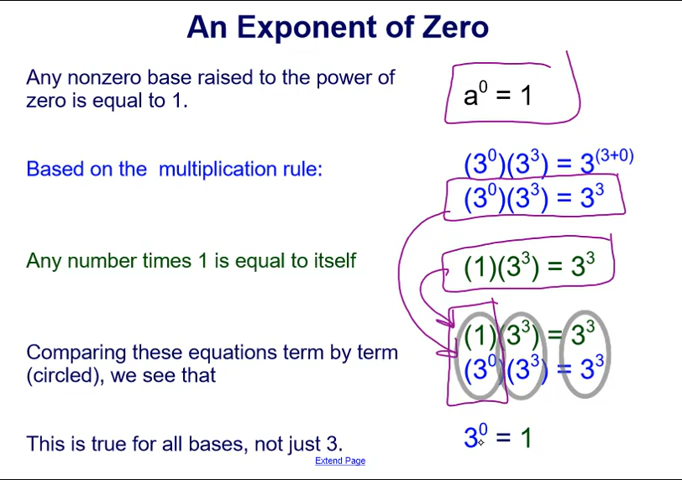 An Exponent of Zero
Any nonzero base raised to the power of
zero is equal to 1.
a⁰ = 1
Based on the multiplication rule:
(3⁰)(3³) = 3⁽³⁺⁰⁾
(3⁰)(3³) = 3³
Any number times 1 is equal to itself
(1)(3³) = 3³
(1)(3³) = 3³
Comparing these equations term by term
(circled), we see that
(3⁰)(3³) = 3³
This is true for all bases, not just 3.
3⁰ = 1
Extend Page